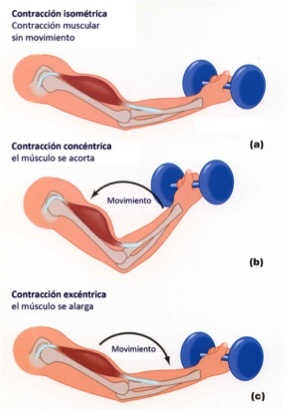 Contracción isométrica
Contracción muscular
sin movimiento
(a)
Contracción concéntrica
el músculo se acorta
Movimiento
(b)
Contracción excéntrica
el músculo se alarga
Movimiento
(c)